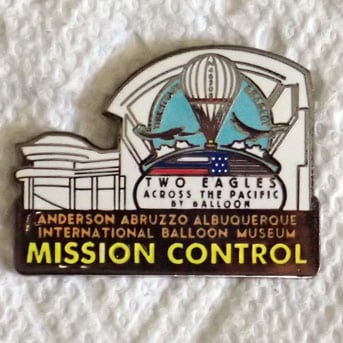 TWO EAGLES
ACROSS THE PACIFIC
BY BALLOON
ANDERSON ABRUZZO ALBUQUERQUE
INTERNATIONAL BALLOON MUSEUM
MISSION CONTROL